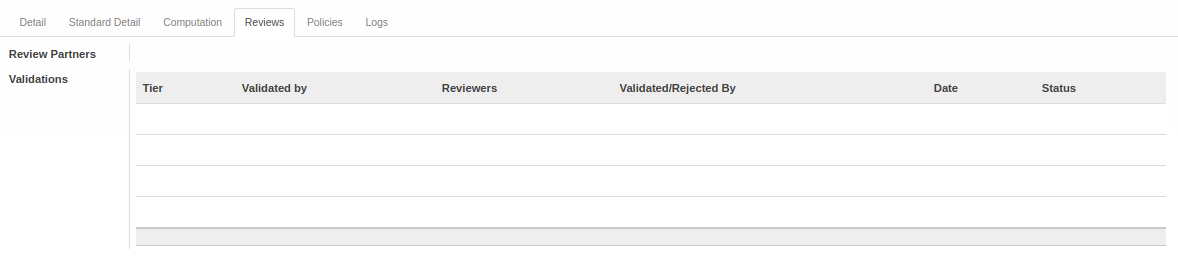 Detail Standard Detail Computation Reviews Policies Logs
Review Partners
Validations
Tier Validated by Reviewers Validated/Rejected By Date Status